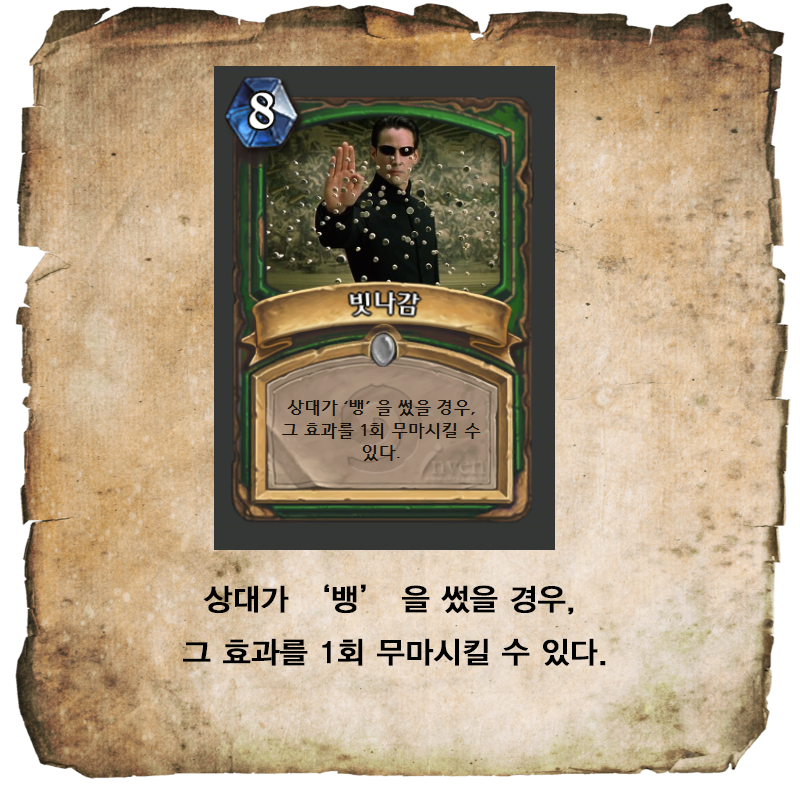 8
빗나감
상대가 ‘뱅’ 을 썼을 경우,
그 효과를 1회 무마시킬 수
있다.
inven
상대가 ‘뱅’ 을 썼을 경우,
그 효과를 1회 무마시킬 수 있다.